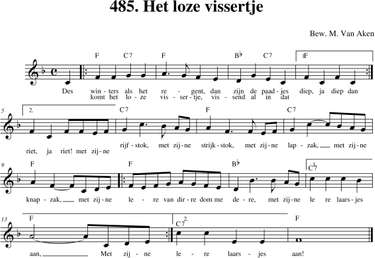 485. Het loze vissertje
Bew. M. Van Aken
F C7 F F Bb C7 1. F
Des win- ters als het re- gent, dan zijn de paad- jes diep, ja diep dan
komt het lo- ze vis- ser- tje, vis- send al in dat
5 2. F C7 F C7
riet, ja riet! met zij- ne rijf- stok, met zij- ne strijk- stok, met zij- ne lap- zak, met zij- ne
9 F F Bb C7 1.
knap- zak, met zij- ne le- re van dir re dom me de- re, met zij- ne le re laars- jes
13 F C7 2. F
aan, Met zij- ne le- re laars- jes aan!